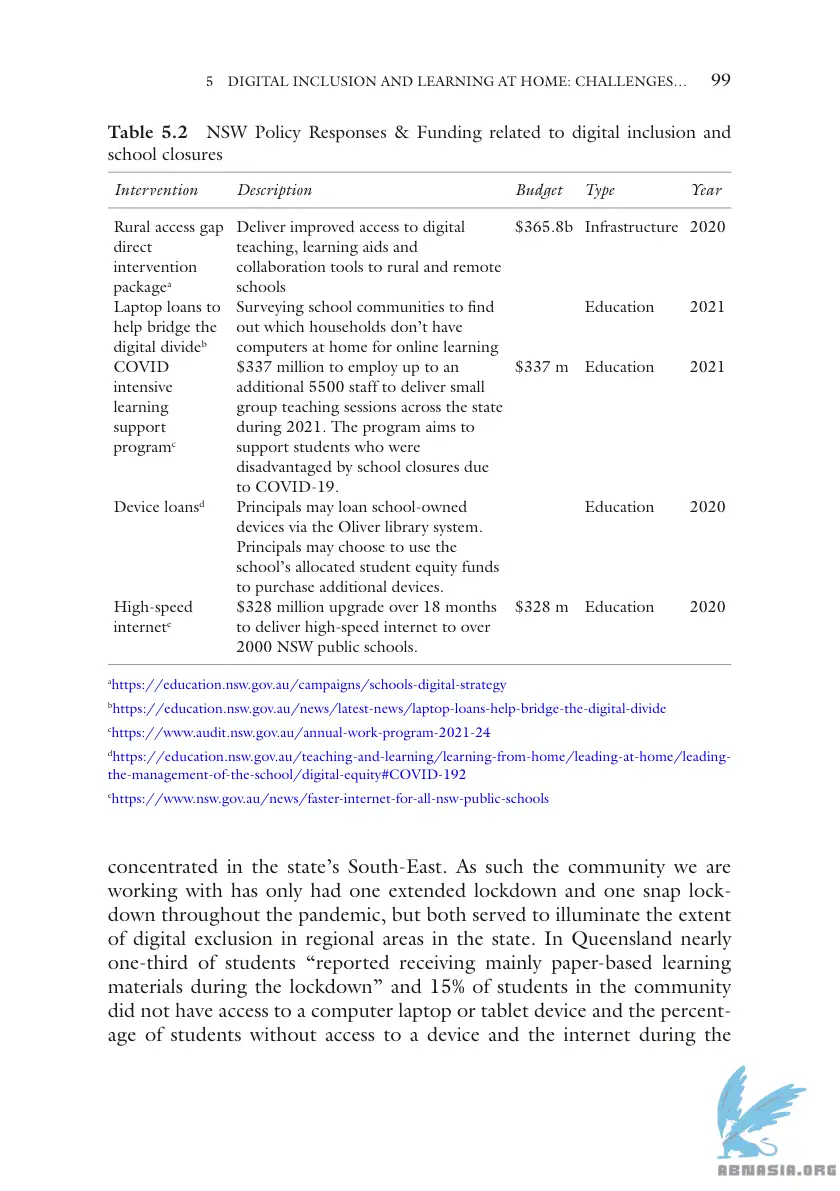 5 DIGITAL INCLUSION AND LEARNING AT HOME: CHALLENGES… 99
Table 5.2 NSW Policy Responses & Funding related to digital inclusion and
school closures
Intervention Description Budget Type Year
Rural access gap Deliver improved access to digital $365.8b Infrastructure 2020
direct teaching, learning aids and
intervention collaboration tools to rural and remote
packageᵃ schools
Laptop loans to Surveying school communities to find Education 2021
help bridge the out which households don’t have
digital divideᵇ computers at home for online learning
COVID $337 million to employ up to an $337 m Education 2021
intensive additional 5500 staff to deliver small
learning group teaching sessions across the state
support during 2021. The program aims to
programᶜ support students who were
disadvantaged by school closures due
to COVID-19.
Device loansᵈ Principals may loan school-owned Education 2020
devices via the Oliver library system.
Principals may choose to use the
school’s allocated student equity funds
to purchase additional devices.
High-speed $328 million upgrade over 18 months $328 m Education 2020
internetᵉ to deliver high-speed internet to over
2000 NSW public schools.
ᵃhttps://education.nsw.gov.au/campaigns/schools-digital-strategy
ᵇhttps://education.nsw.gov.au/news/latest-news/laptop-loans-help-bridge-the-digital-divide
ᶜhttps://www.audit.nsw.gov.au/annual-work-program-2021-24
ᵈhttps://education.nsw.gov.au/teaching-and-learning/learning-from-home/leading-at-home/leading-
the-management-of-the-school/digital-equity#COVID-192
ᵉhttps://www.nsw.gov.au/news/faster-internet-for-all-nsw-public-schools
concentrated in the state’s South-East. As such the community we are
working with has only had one extended lockdown and one snap lock-
down throughout the pandemic, but both served to illuminate the extent
of digital exclusion in regional areas in the state. In Queensland nearly
one-third of students “reported receiving mainly paper-based learning
materials during the lockdown” and 15% of students in the community
did not have access to a computer laptop or tablet device and the percent-
age of students without access to a device and the internet during the
ABNASIA.ORG